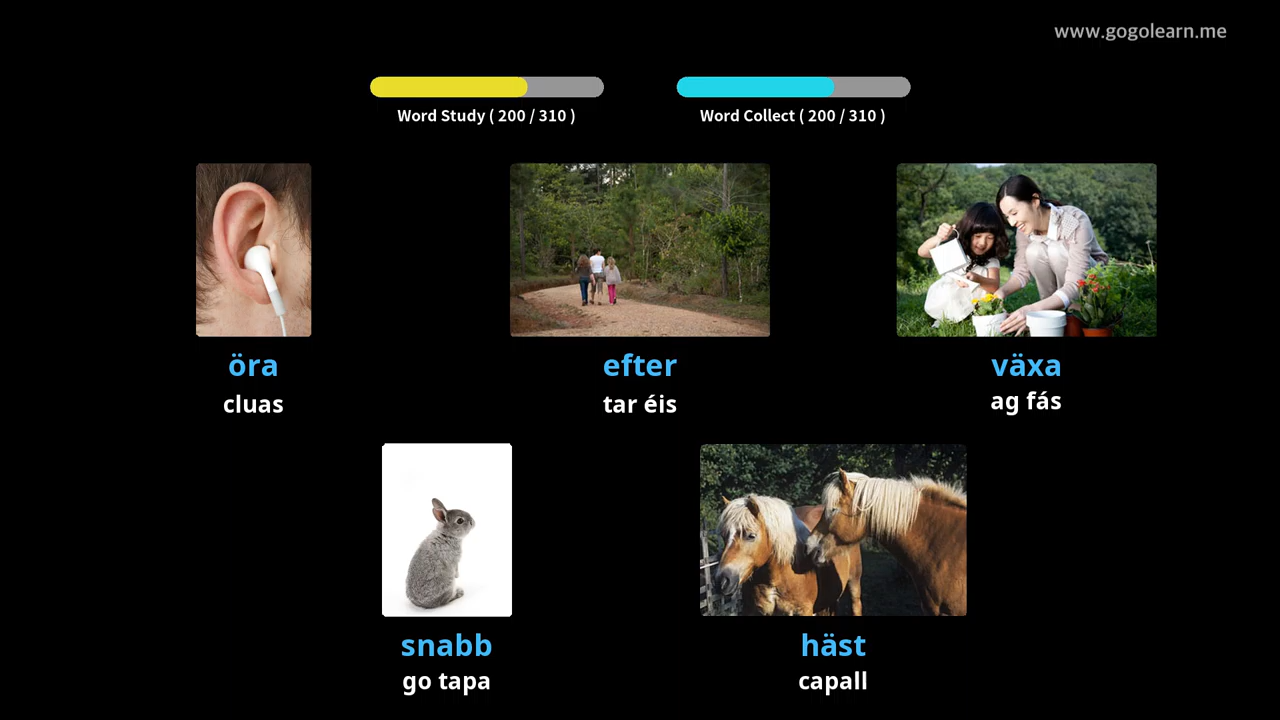 www.gogolearn.me
Word Study ( 200 / 310 )
Word Collect ( 200 / 310 )
öra
cluas
efter
tar éis
växa
ag fás
snabb
go tapa
häst
capall